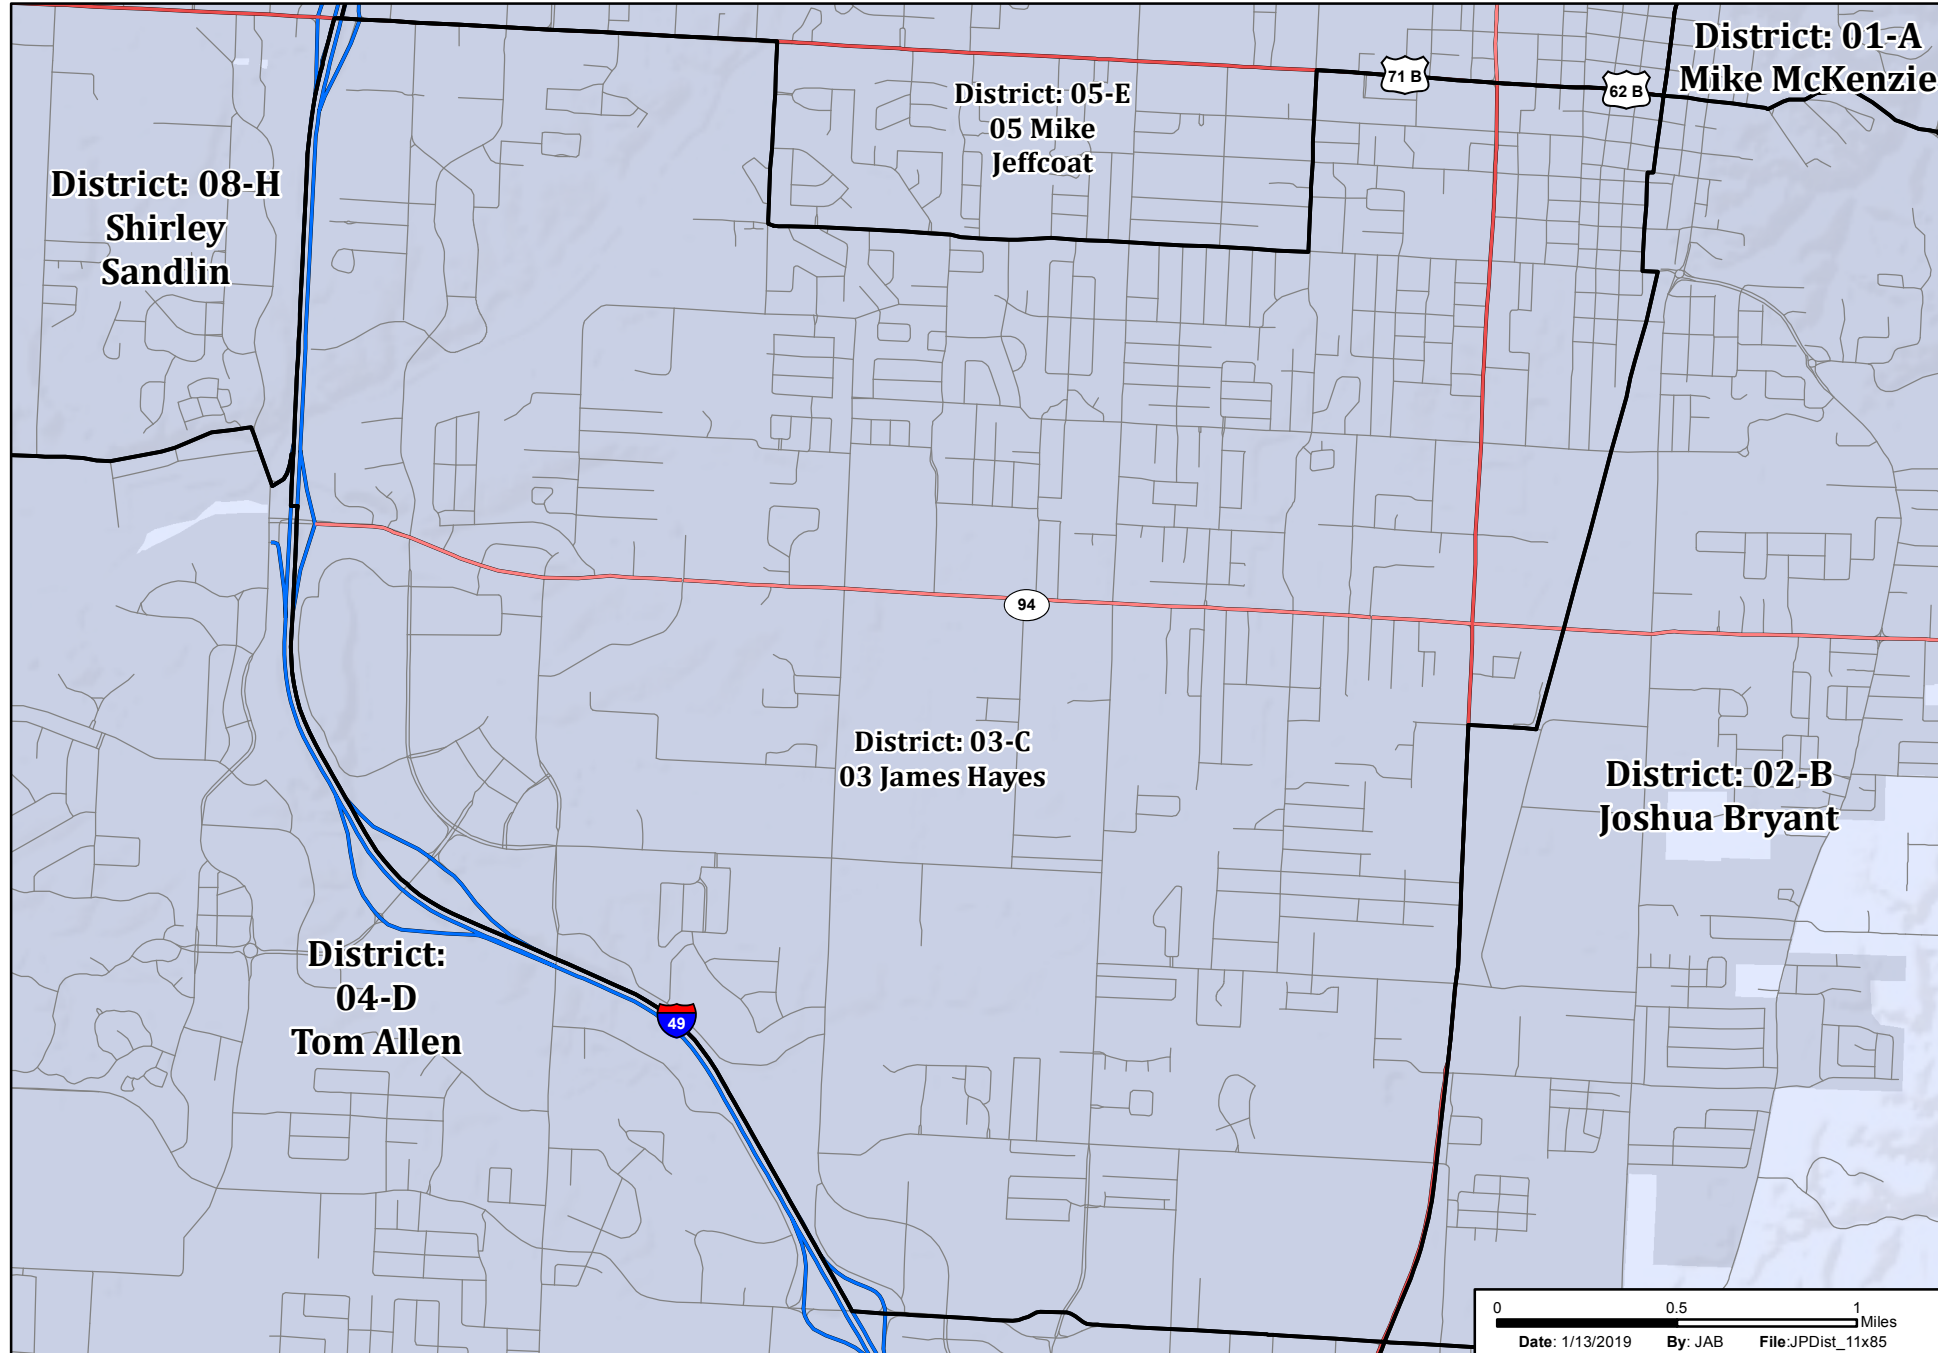 District: 01-A
Mike McKenzie
71 B
62 B
District: 05-E
05 Mike
Jeffcoat
District: 08-H
Shirley
Sandlin
94
District: 03-C
03 James Hayes
District: 02-B
Joshua Bryant
District:
04-D
Tom Allen
49
0 0.5 1
Miles
Date: 1/13/2019 By: JAB File:JPDist_11x85